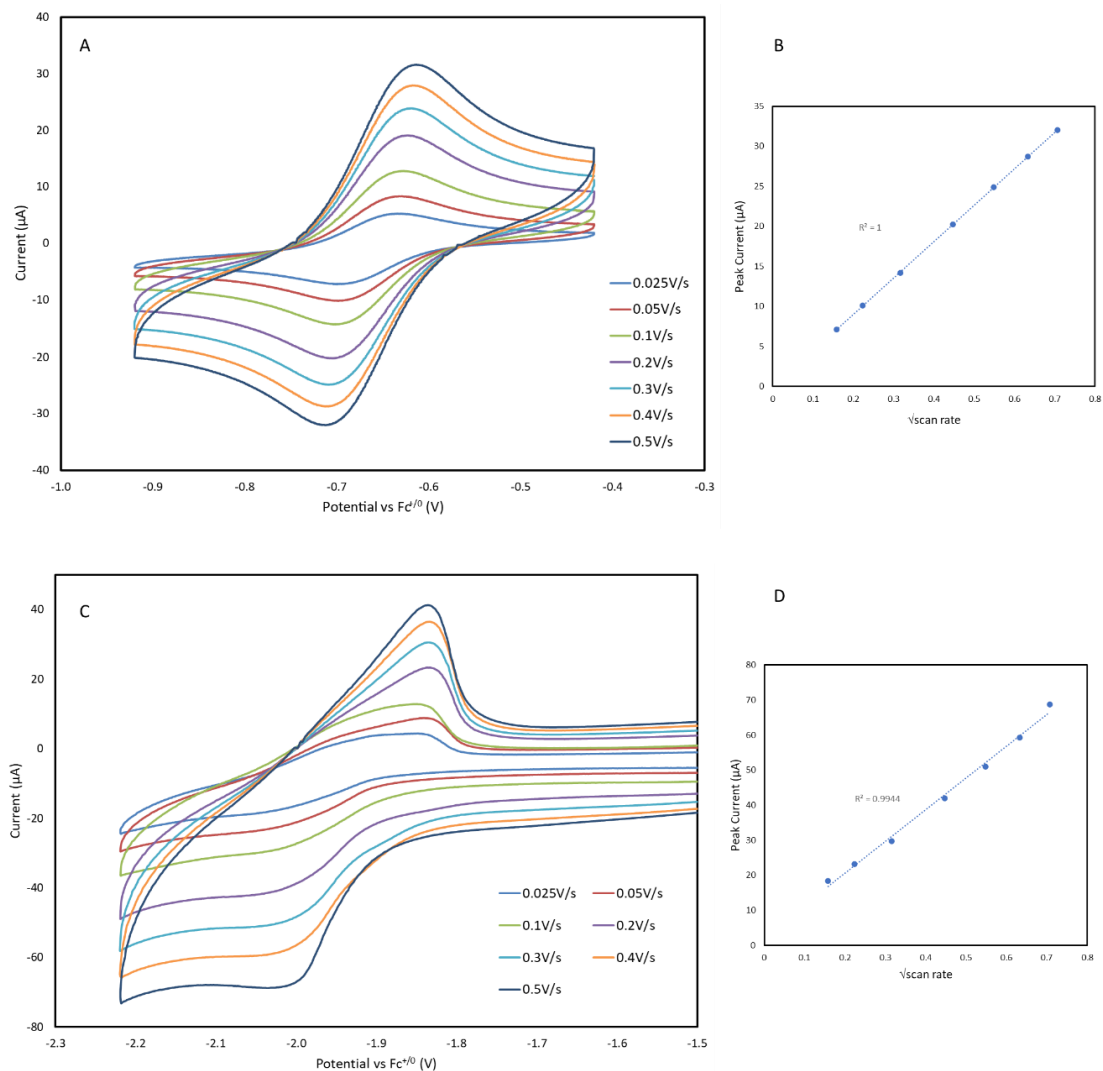 A
40
30
20
10
0
-10
-20
-30
-40
Current (µA)
-1.0 -0.9 -0.8 -0.7 -0.6 -0.5 -0.4 -0.3
Potential vs Fc+/0 (V)
0.025V/s
0.05V/s
0.1V/s
0.2V/s
0.3V/s
0.4V/s
0.5V/s
B
35
30
25
20
15
10
5
0
Peak Current (µA)
R² = 1
0 0.1 0.2 0.3 0.4 0.5 0.6 0.7 0.8
√scan rate
C
40
20
0
-20
-40
-60
-80
Current (µA)
-2.3 -2.2 -2.1 -2.0 -1.9 -1.8 -1.7 -1.6 -1.5
Potential vs Fc+/0 (V)
0.025V/s 0.05V/s
0.1V/s 0.2V/s
0.3V/s 0.4V/s
0.5V/s
D
80
70
60
50
40
30
20
10
0
Peak Current (µA)
R² = 0.9944
0 0.1 0.2 0.3 0.4 0.5 0.6 0.7 0.8
√scan rate